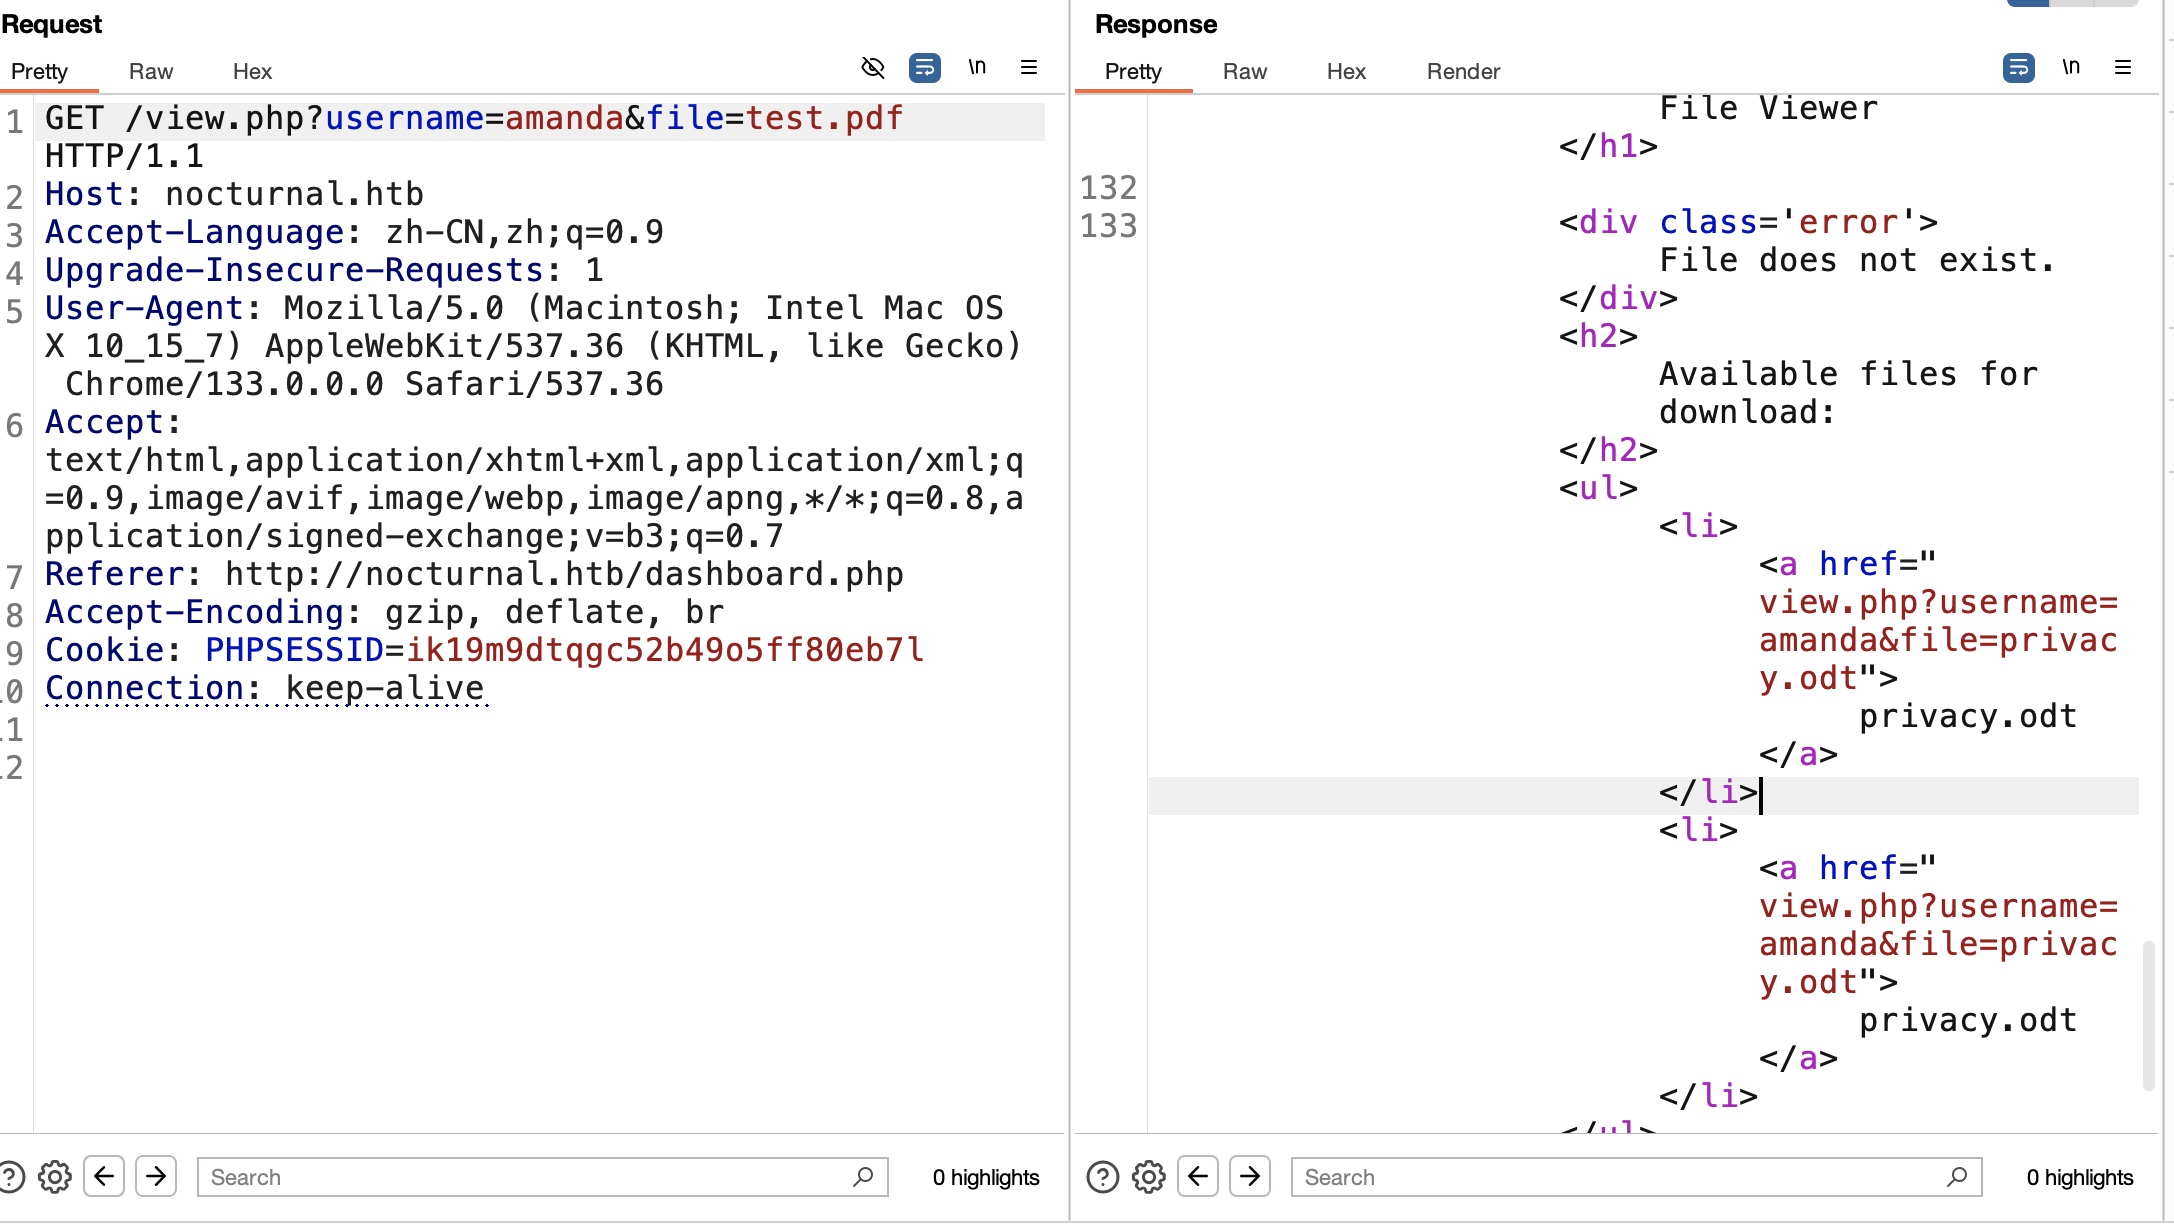 Request
Pretty Raw Hex \n
1 GET /view.php?username=amanda&file=test.pdf
HTTP/1.1
2 Host: nocturnal.htb
3 Accept-Language: zh-CN,zh;q=0.9
4 Upgrade-Insecure-Requests: 1
5 User-Agent: Mozilla/5.0 (Macintosh; Intel Mac OS
X 10_15_7) AppleWebKit/537.36 (KHTML, like Gecko)
Chrome/133.0.0.0 Safari/537.36
6 Accept:
text/html,application/xhtml+xml,application/xml;q
=0.9,image/avif,image/webp,image/apng,*/*;q=0.8,a
pplication/signed-exchange;v=b3;q=0.7
7 Referer: http://nocturnal.htb/dashboard.php
8 Accept-Encoding: gzip, deflate, br
9 Cookie: PHPSESSID=ik19m9dtqgc52b49o5ff80eb7l
10 Connection: keep-alive
11
12
Search 0 highlights
Response
Pretty Raw Hex Render \n
File Viewer
</h1>
132
133 <div class='error'>
File does not exist.
</div>
<h2>
Available files for
download:
</h2>
<ul>
<li>
<a href="
view.php?username=
amanda&file=privac
y.odt">
privacy.odt
</a>
</li>
<li>
<a href="
view.php?username=
amanda&file=privac
y.odt">
privacy.odt
</a>
</li>
</ul>
Search 0 highlights